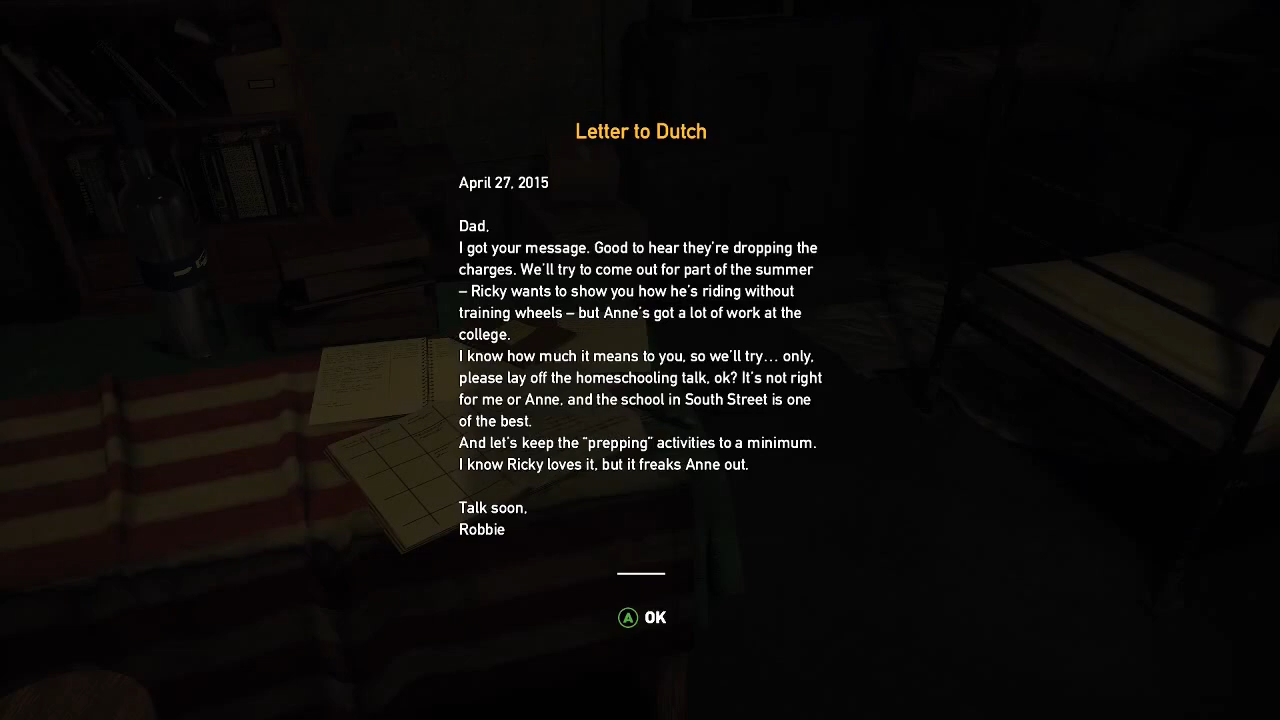 Letter to Dutch
April 27, 2015
Dad,
I got your message. Good to hear they're dropping the
charges. We'll try to come out for part of the summer
– Ricky wants to show you how he's riding without
training wheels – but Anne's got a lot of work at the
college.
I know how much it means to you, so we'll try... only,
please lay off the homeschooling talk, ok? It's not right
for me or Anne, and the school in South Street is one
of the best.
And let's keep the "prepping" activities to a minimum.
I know Ricky loves it, but it freaks Anne out.
Talk soon,
Robbie
A OK